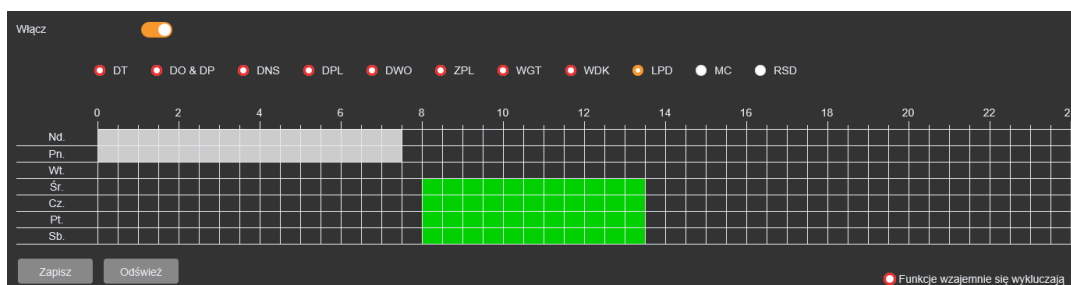 Włącz
DT DO & DP DNS DPL DWO ZPL WGT WDK LPD MC RSD
0 2 4 6 8 10 12 14 16 18 20 22 2
Nd.
Pn.
Wt.
Śr.
Cz.
Pt.
Sb.
Zapisz Odśwież
Funkcje wzajemnie się wykluczają